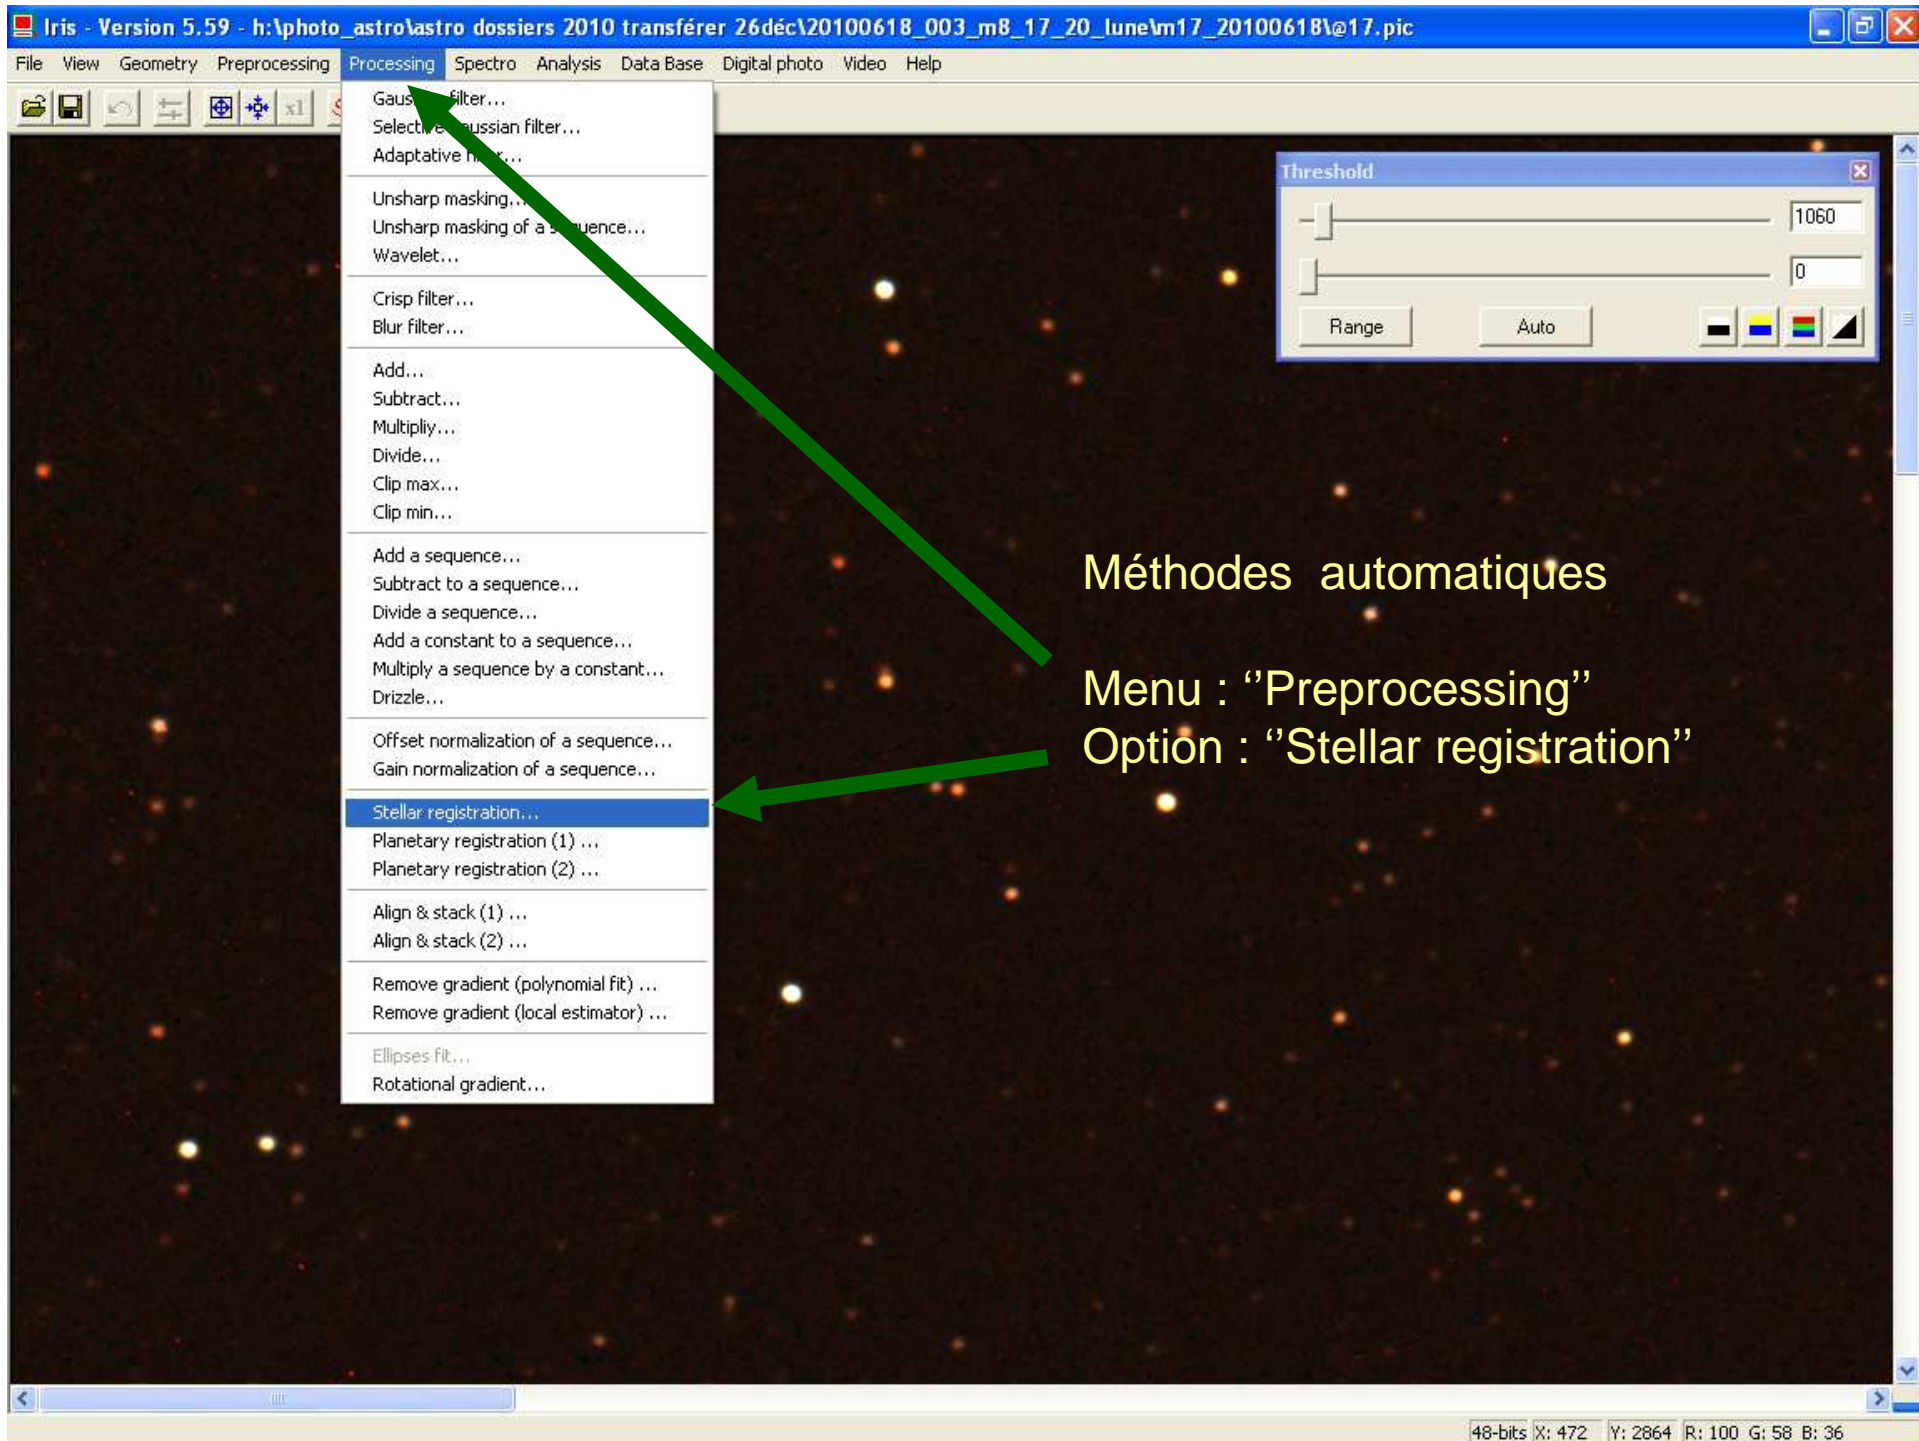 Iris - Version 5.59 - h:\photo_astro\astro dossiers 2010 transférer 26déc\20100618_003_m8_17_20_lune\m17_20100618\@17.pic
File View Geometry Preprocessing Processing Spectro Analysis Data Base Digital photo Video Help
x1
filter...
Selective Gaussian filter...
Adaptative filter...
Unsharp masking...
Unsharp masking of a sequence...
Wavelet...
Crisp filter...
Blur filter...
Add...
Subtract...
Multipliy...
Divide...
Clip max...
Clip min...
Add a sequence...
Subtract to a sequence...
Divide a sequence...
Add a constant to a sequence...
Multiply a sequence by a constant...
Drizzle...
Offset normalization of a sequence...
Gain normalization of a sequence...
Stellar registration...
Planetary registration (1) ...
Planetary registration (2) ...
Align & stack (1) ...
Align & stack (2) ...
Remove gradient (polynomial fit) ...
Remove gradient (local estimator) ...
Ellipses fit...
Rotational gradient...
Threshold
1060
0
Range Auto
Méthodes automatiques
Menu : ‘’Preprocessing’’
Option : ‘’Stellar registration’’
48-bits X: 472 Y: 2864 R: 100 G: 58 B: 36